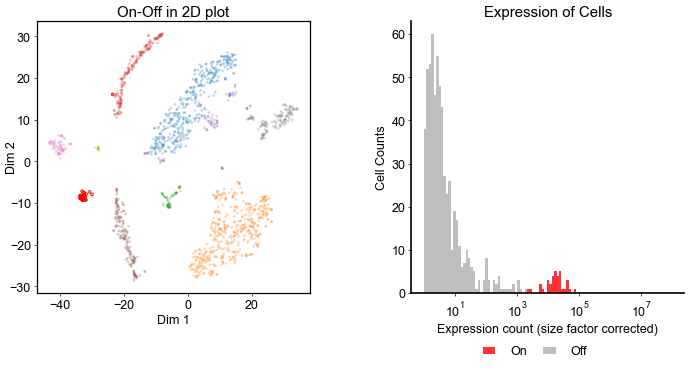 On-Off in 2D plot
30
20
10
0
−10
−20
−30
Dim 2
−40
−20
0
20
Dim 1
Expression of Cells
60
50
40
30
20
10
0
Cell Counts
10^1
10^3
10^5
10^7
Expression count (size factor corrected)
On
Off